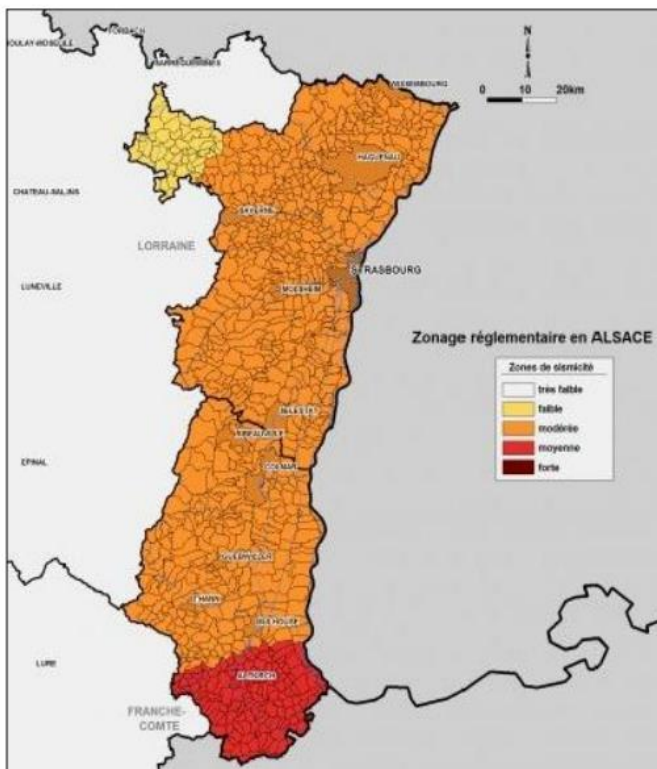 FORBACH
WISSEMBOURG
N
0 10 20km
HAGUENAU
CHATEAU-SALINS
SAVERNE
LORRAINE
STRASBOURG
LUNEVILLE
MOLSHEIM
Zonage réglementaire en ALSACE
Zones de sismicité
très faible
faible
modérée
moyenne
forte
RIBEAUVILLE
EPINAL
COLMAR
GUEBWILLER
THANN
MULHOUSE
LURE
ALTKIRCH
FRANCHE-
COMTE